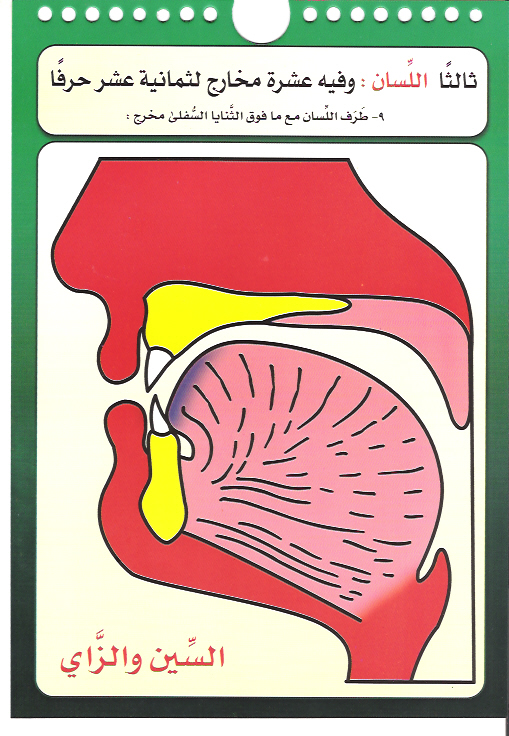 ثالثًا اللِّسان : وفيه عشرة مخارج لثمانية عشر حرفًا
٩- طَرَف اللِّسان مع ما فوق الثَّنايا السُّفلىٰ مخرج :
السِّين والزَّاي